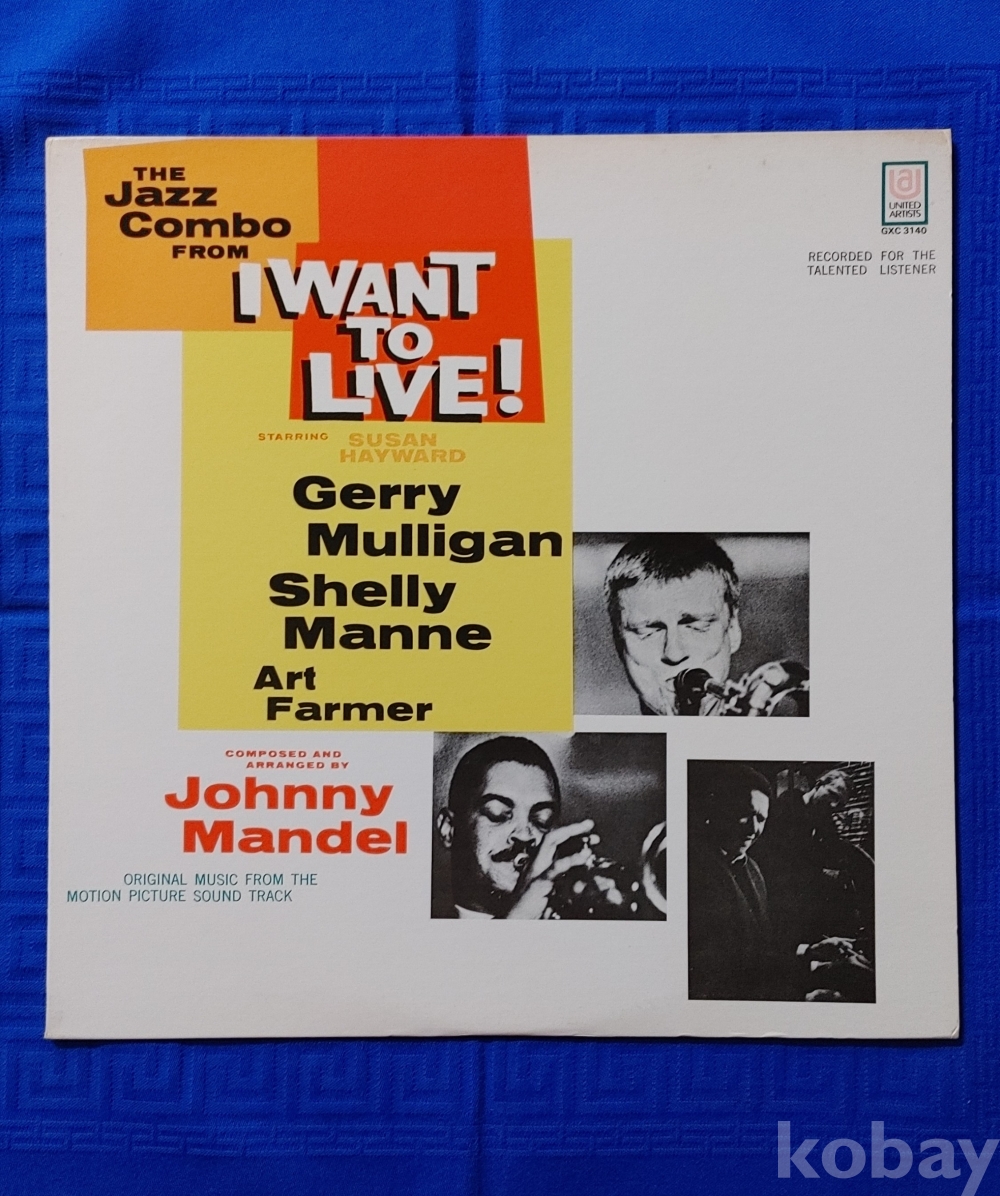 THE
Jazz
Combo
FROM
I WANT
TO
LIVE!
STARRING SUSAN
HAYWARD
Gerry
Mulligan
Shelly
Manne
Art
Farmer
COMPOSED AND
ARRANGED BY
Johnny
Mandel
ORIGINAL MUSIC FROM THE
MOTION PICTURE SOUND TRACK
ua
UNITED
ARTISTS
GXC 3140
RECORDED FOR THE
TALENTED LISTENER
kobay